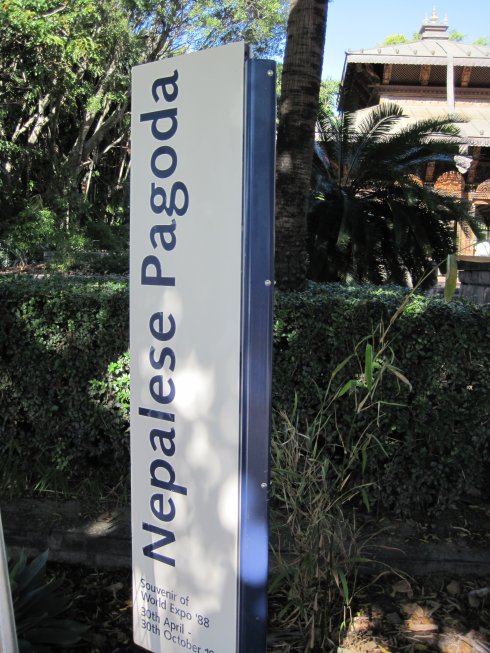 Nepalese Pagoda
Souvenir of
World Expo '88
30th April -
30th October